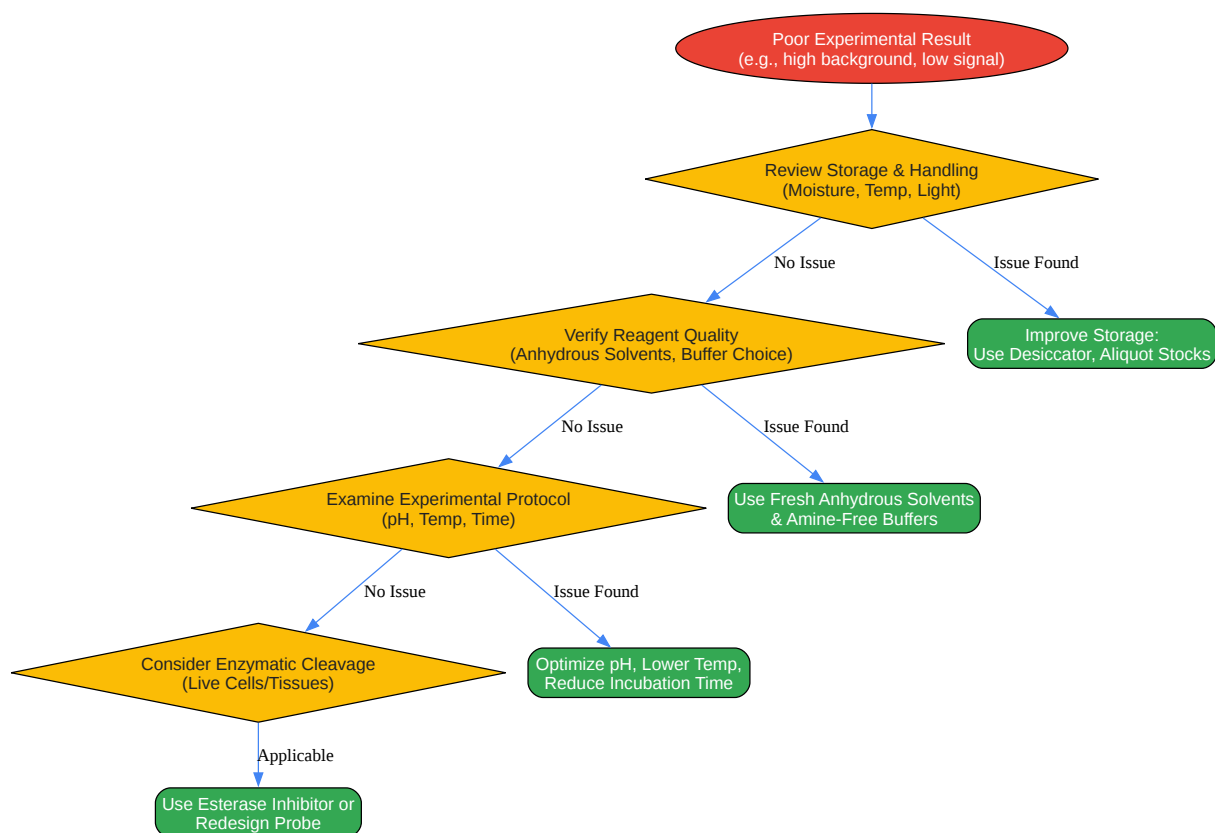 Poor Experimental Result
(e.g., high background, low signal)
Review Storage & Handling
(Moisture, Temp, Light)
No Issue
Issue Found
Verify Reagent Quality
(Anhydrous Solvents, Buffer Choice)
Improve Storage:
Use Desiccator, Aliquot Stocks
No Issue
Issue Found
Examine Experimental Protocol
(pH, Temp, Time)
Use Fresh Anhydrous Solvents
& Amine-Free Buffers
No Issue
Issue Found
Consider Enzymatic Cleavage
(Live Cells/Tissues)
Optimize pH, Lower Temp,
Reduce Incubation Time
Applicable
Use Esterase Inhibitor or
Redesign Probe